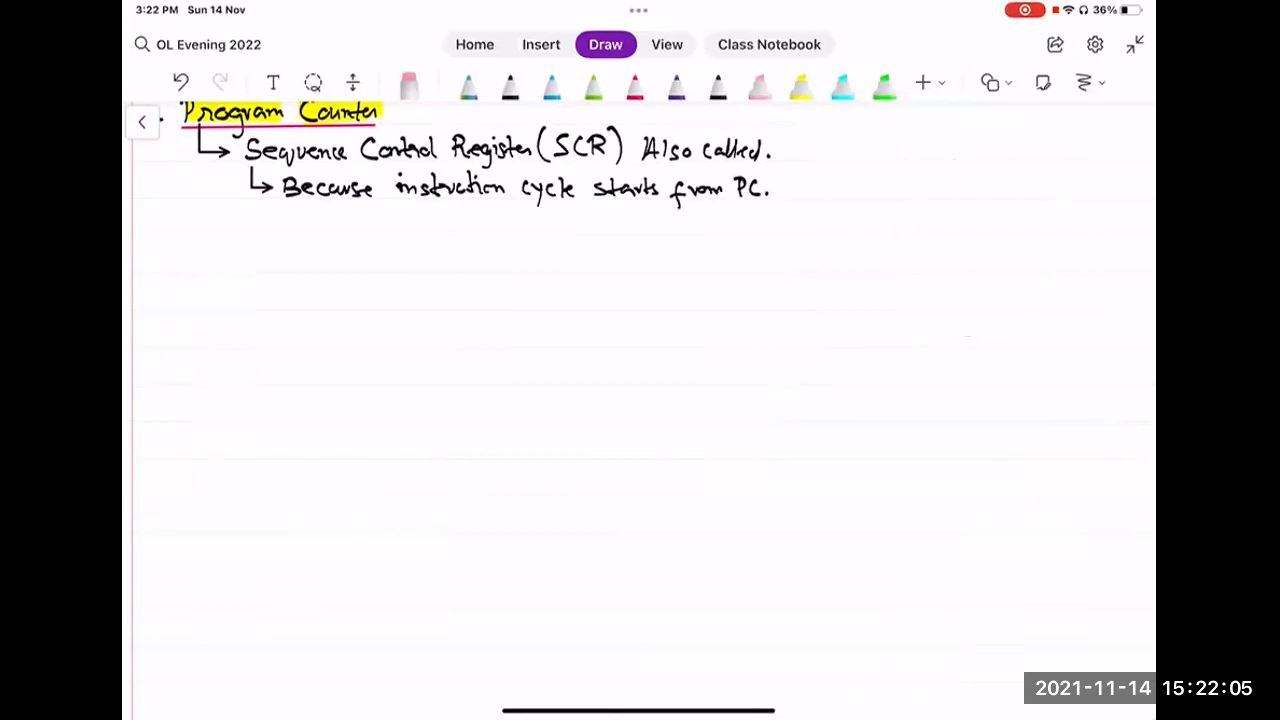 3:22 PM Sun 14 Nov
36%
OL Evening 2022
Home Insert Draw View Class Notebook
T
Program Counter
Sequence Control Register (SCR) Also called.
Because instruction cycle starts from PC.
2021-11-14 15:22:05